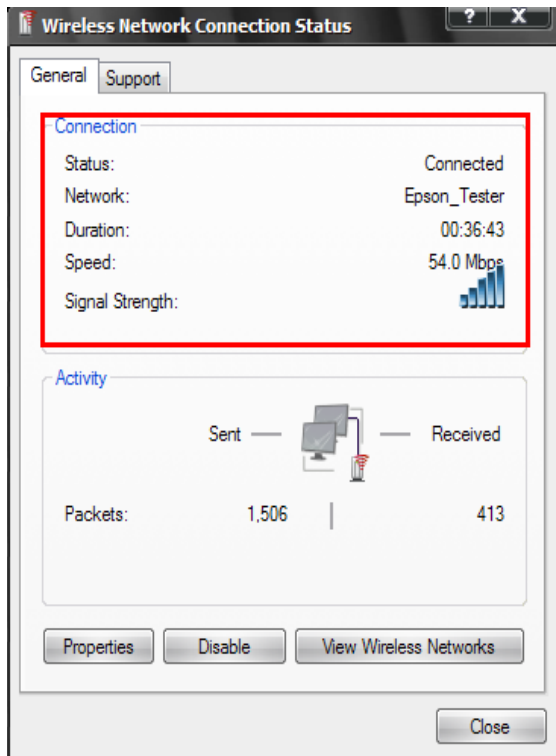 Wireless Network Connection Status
? X
General Support
Connection
Status: Connected
Network: Epson_Tester
Duration: 00:36:43
Speed: 54.0 Mbps
Signal Strength:
Activity
Sent Received
Packets: 1,506 413
Properties Disable View Wireless Networks
Close